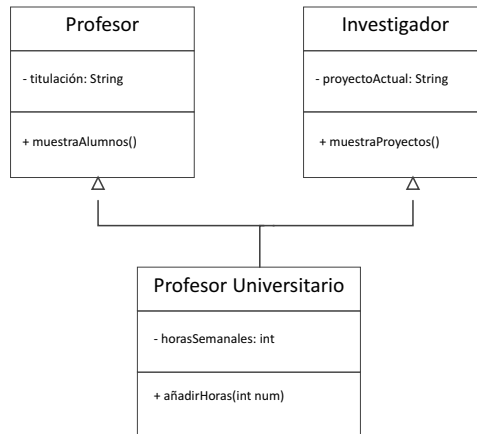 Profesor
- titulación: String
+ muestraAlumnos()
Investigador
- proyectoActual: String
+ muestraProyectos()
Profesor Universitario
- horasSemanales: int
+ añadirHoras(int num)